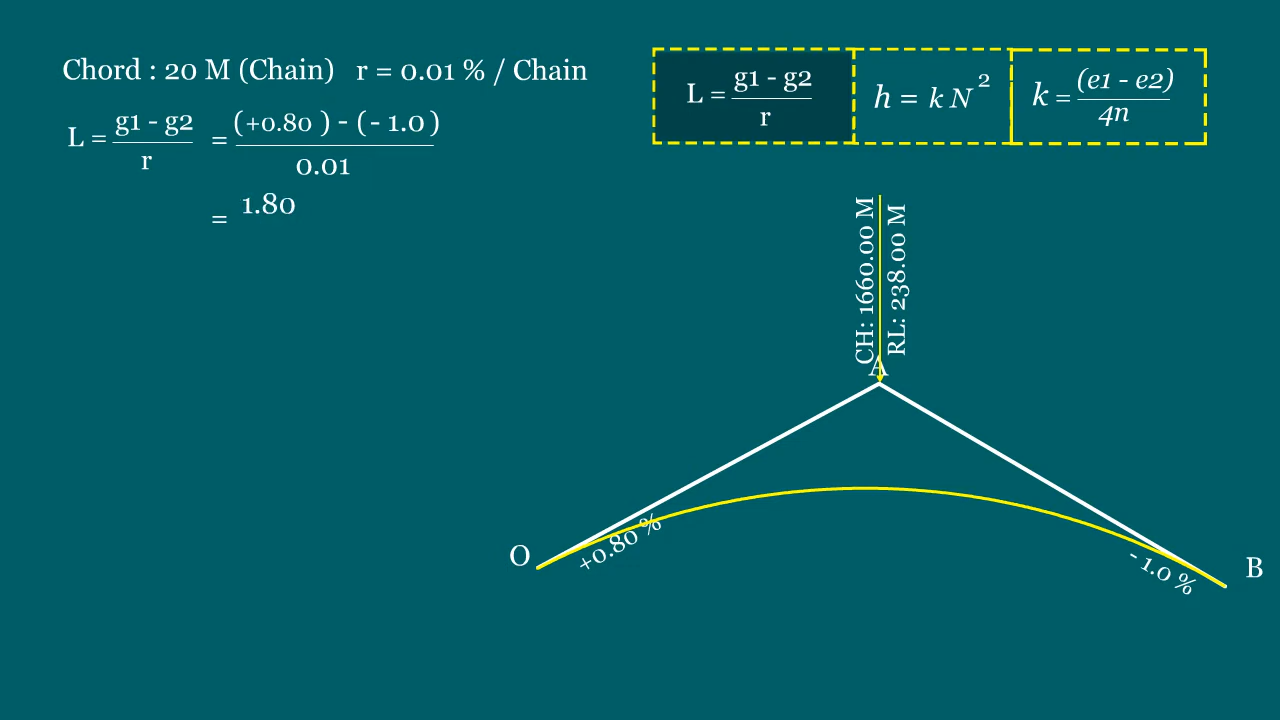 Chord : 20 M (Chain) r = 0.01 % / Chain
L = g1 - g2 / r = (+0.80 ) - ( - 1.0 ) / 0.01
= 1.80
L = g1 - g2 / r
h = k N 2
k = (e1 - e2) / 4n
CH: 1660.00 M
RL: 238.00 M
A
O
+0.80 %
- 1.0 %
B